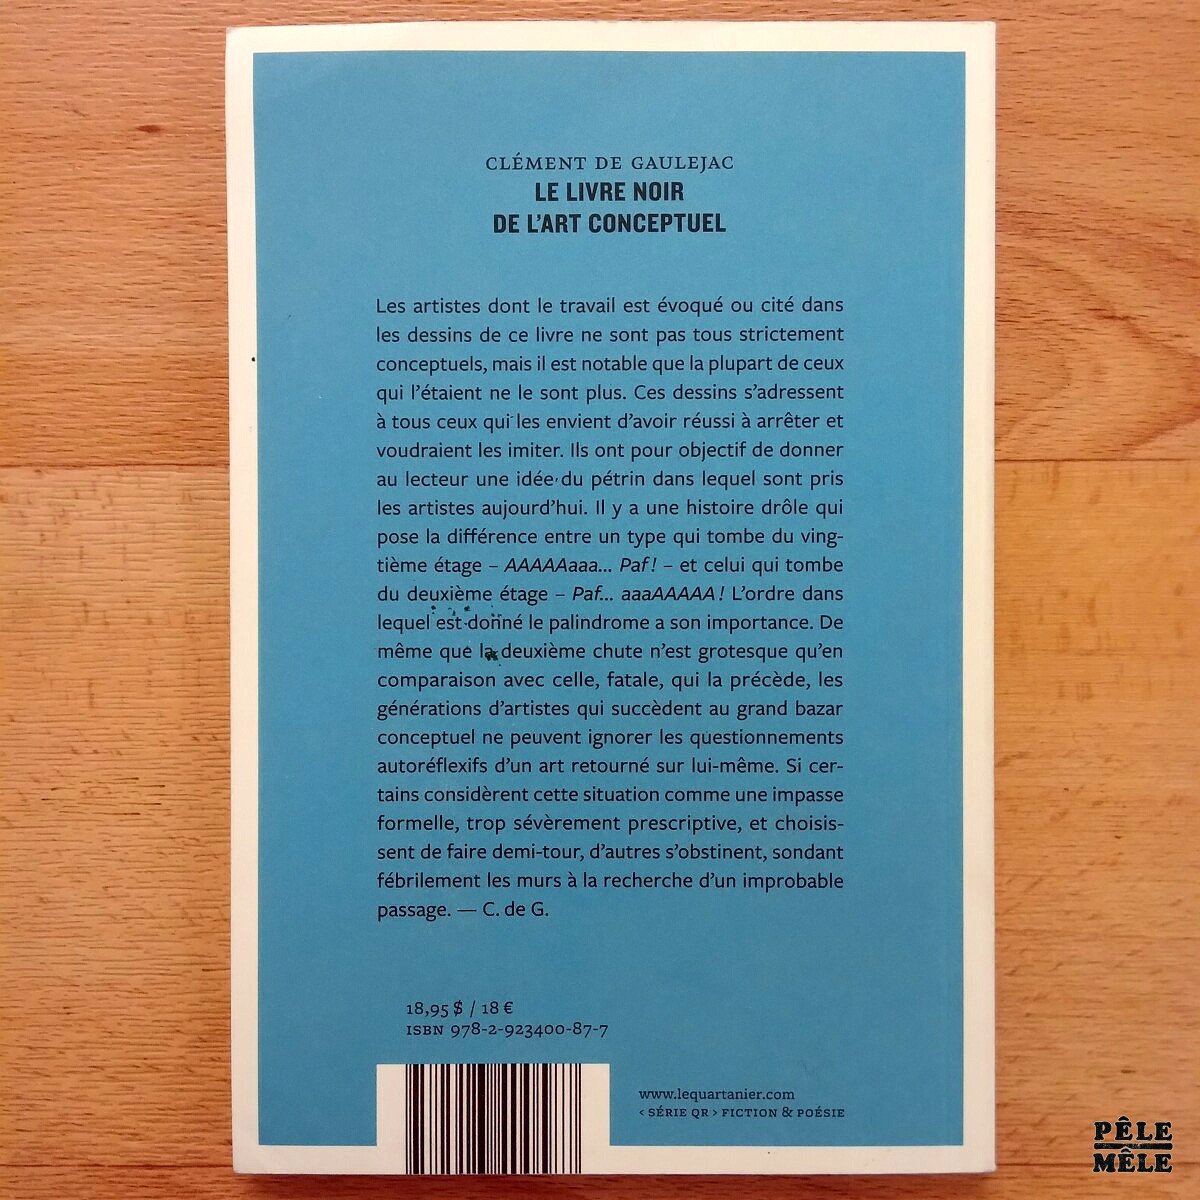 CLÉMENT DE GAULEJAC
LE LIVRE NOIR
DE L'ART CONCEPTUEL
Les artistes dont le travail est évoqué ou cité dans
les dessins de ce livre ne sont pas tous strictement
conceptuels, mais il est notable que la plupart de ceux
qui l'étaient ne le sont plus. Ces dessins s'adressent
à tous ceux qui les envient d'avoir réussi à arrêter et
voudraient les imiter. Ils ont pour objectif de donner
au lecteur une idée du pétrin dans lequel sont pris
les artistes aujourd'hui. Il y a une histoire drôle qui
pose la différence entre un type qui tombe du ving-
tième étage – AAAAAaaa... Paf ! – et celui qui tombe
du deuxième étage – Paf... aaaAAAAA ! L'ordre dans
lequel est donné le palindrome a son importance. De
même que la deuxième chute n'est grotesque qu'en
comparaison avec celle, fatale, qui la précède, les
générations d'artistes qui succèdent au grand bazar
conceptuel ne peuvent ignorer les questionnements
autoréflexifs d'un art retourné sur lui-même. Si cer-
tains considèrent cette situation comme une impasse
formelle, trop sévèrement prescriptive, et choisis-
sent de faire demi-tour, d'autres s'obstinent, sondant
fébrilement les murs à la recherche d'un improbable
passage. — C. de G.
18,95 $ / 18 €
ISBN 978-2-923400-87-7
www.lequartanier.com
‹ SÉRIE QR › FICTION & POÉSIE
PÊLE
MÊLE